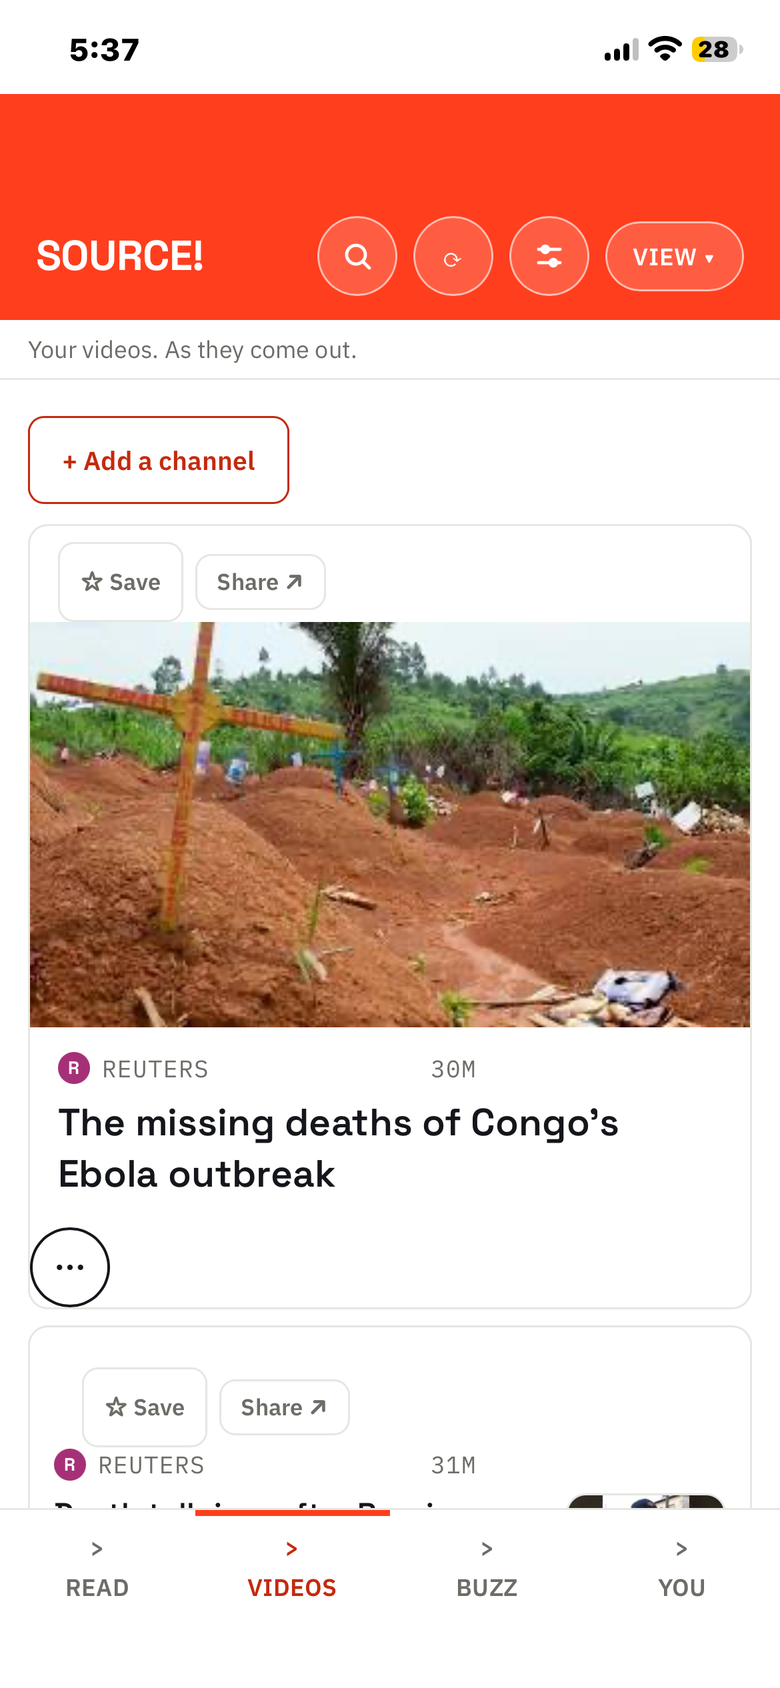 5:37
28
SOURCE!
VIEW ▾
Your videos. As they come out.
+ Add a channel
☆ Save
Share ↗
R REUTERS 30M
The missing deaths of Congo’s
Ebola outbreak
...
☆ Save
Share ↗
R REUTERS 31M
> > > >
READ VIDEOS BUZZ YOU